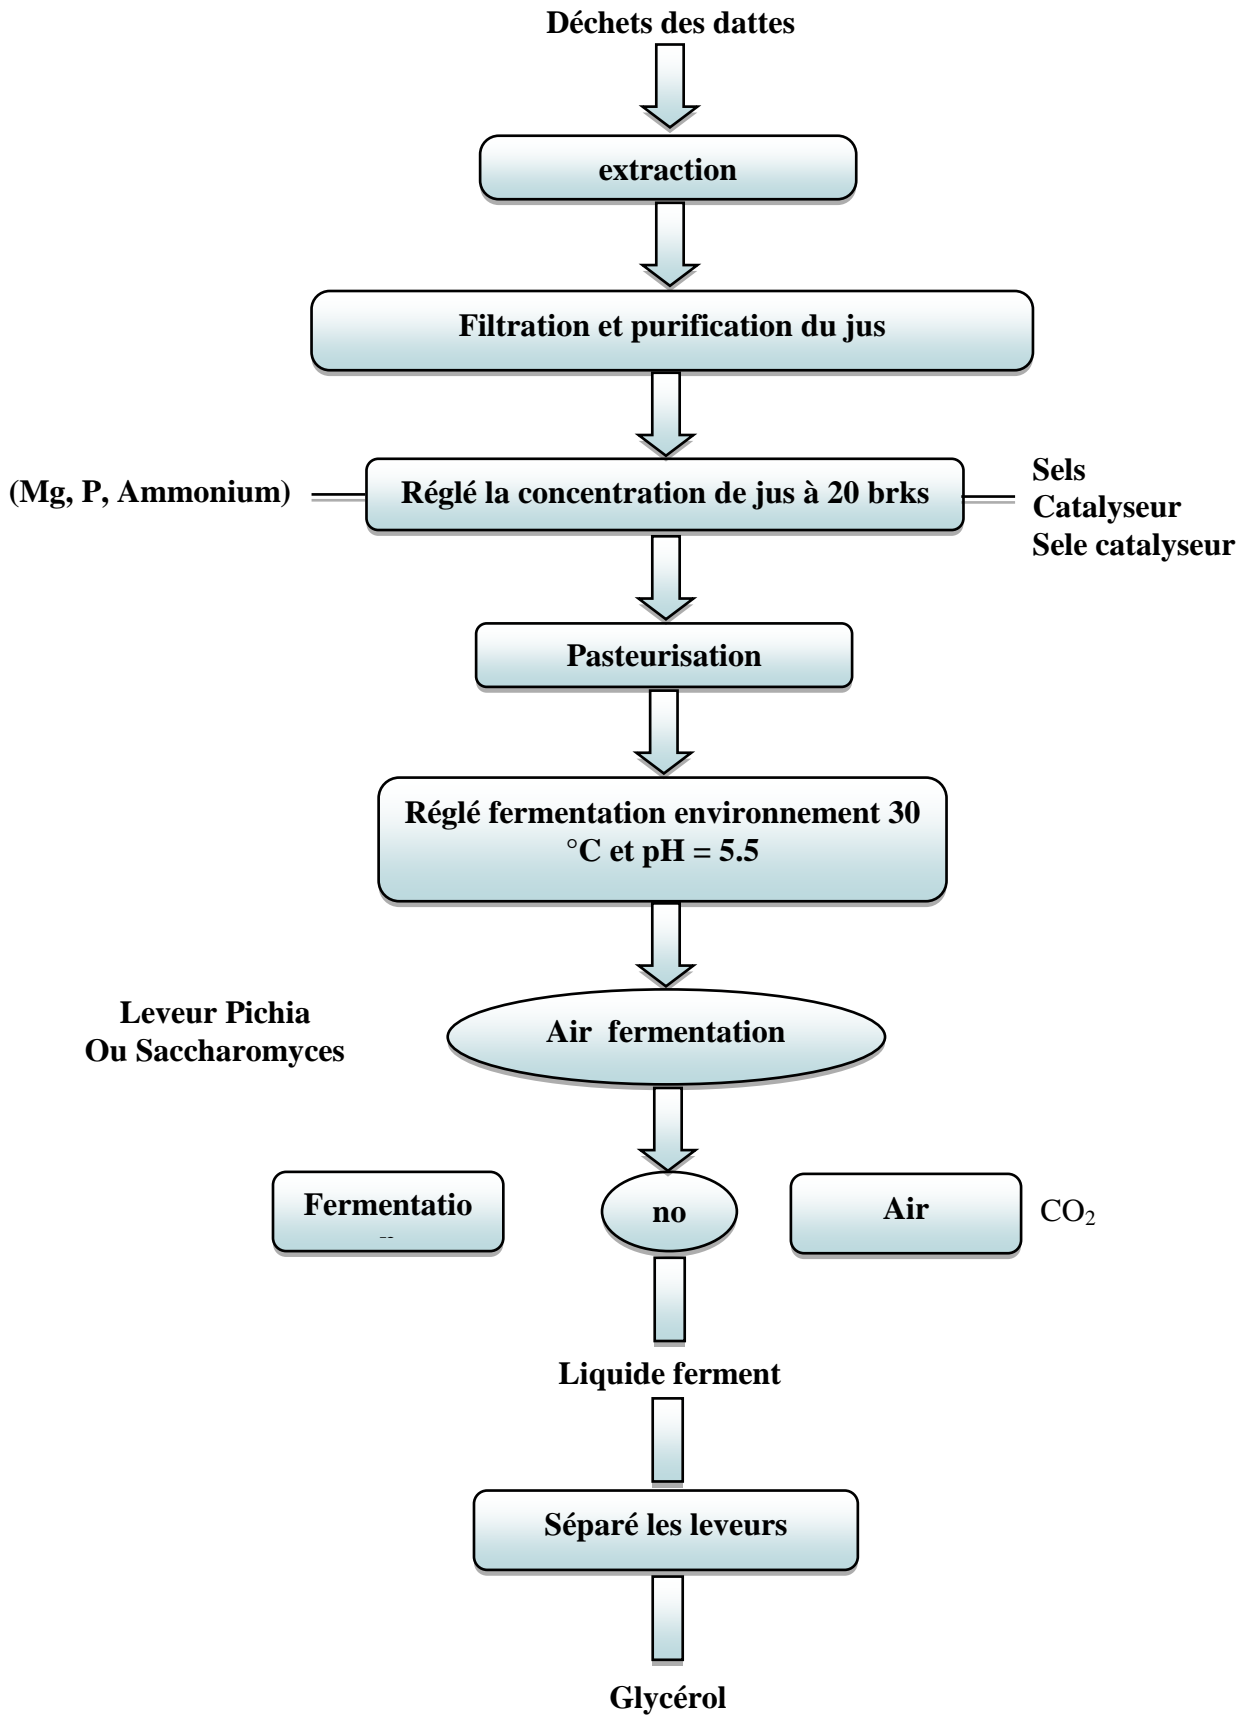 Déchets des dattes
extraction
Filtration et purification du jus
(Mg, P, Ammonium)
Réglé la concentration de jus à 20 brks
Sels
Catalyseur
Sele catalyseur
Pasteurisation
Réglé fermentation environnement 30
°C et pH = 5.5
Leveur Pichia
Ou Saccharomyces
Air fermentation
Fermentatio
no
Air
CO₂
Liquide ferment
Séparé les leveurs
Glycérol